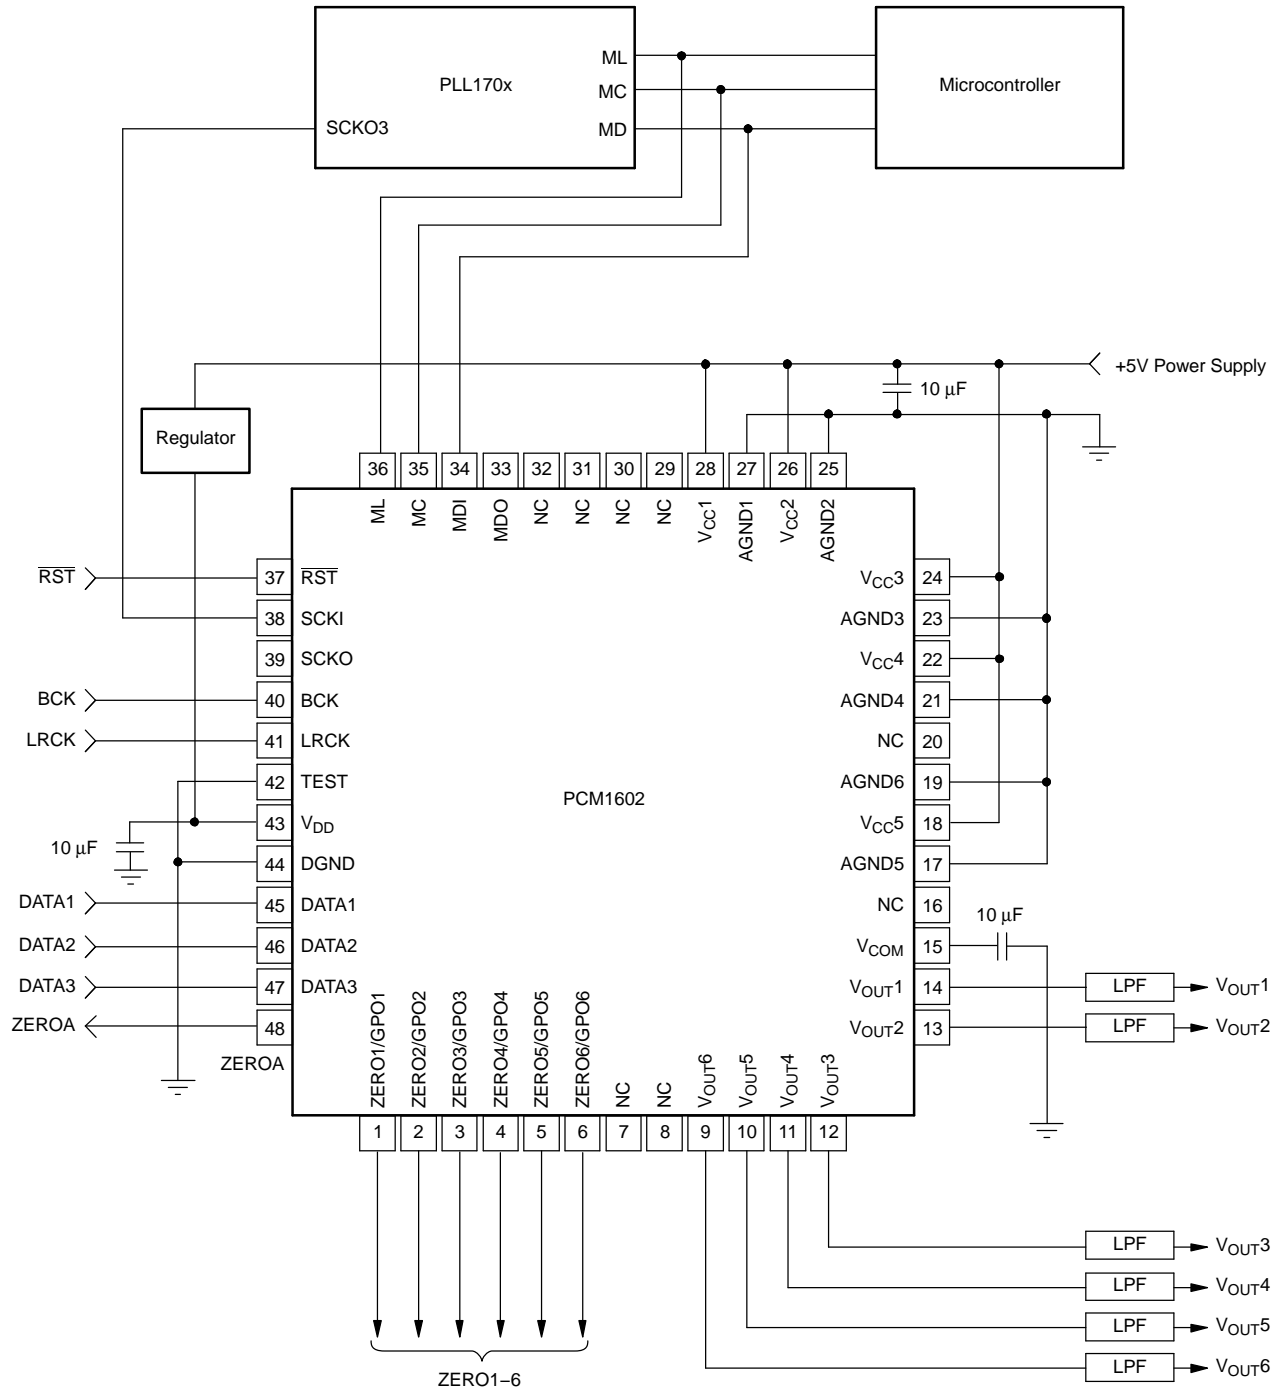 PLL170x
ML
MC
MD
SCKO3
Microcontroller
+5V Power Supply
10 μF
Regulator
36 35 34 33 32 31 30 29 28 27 26 25
ML MC MDI MDO NC NC NC NC VCC1 AGND1 VCC2 AGND2
RST 37 RST
38 SCKI
39 SCKO
BCK 40 BCK
LRCK 41 LRCK
42 TEST
43 VDD
10 μF
44 DGND
DATA1 45 DATA1
DATA2 46 DATA2
DATA3 47 DATA3
ZEROA 48
ZEROA
PCM1602
VCC3 24
AGND3 23
VCC4 22
AGND4 21
NC 20
AGND6 19
VCC5 18
AGND5 17
NC 16
10 μF
VCOM 15
VOUT1 14 LPF VOUT1
VOUT2 13 LPF VOUT2
ZERO1/GPO1 ZERO2/GPO2 ZERO3/GPO3 ZERO4/GPO4 ZERO5/GPO5 ZERO6/GPO6 NC NC VOUT6 VOUT5 VOUT4 VOUT3
1 2 3 4 5 6 7 8 9 10 11 12
LPF VOUT3
LPF VOUT4
LPF VOUT5
LPF VOUT6
ZERO1–6